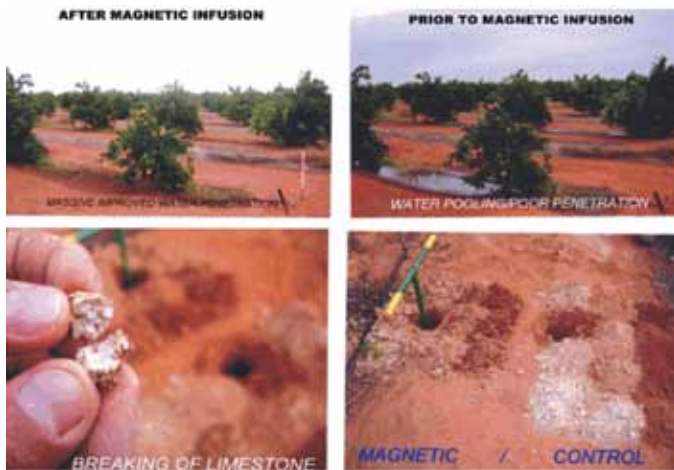 AFTER MAGNETIC INFUSION
PRIOR TO MAGNETIC INFUSION
MASSIVE IMPROVED WATER PENETRATION
WATER POOLING/POOR PENETRATION
BREAKING OF LIMESTONE
MAGNETIC / CONTROL